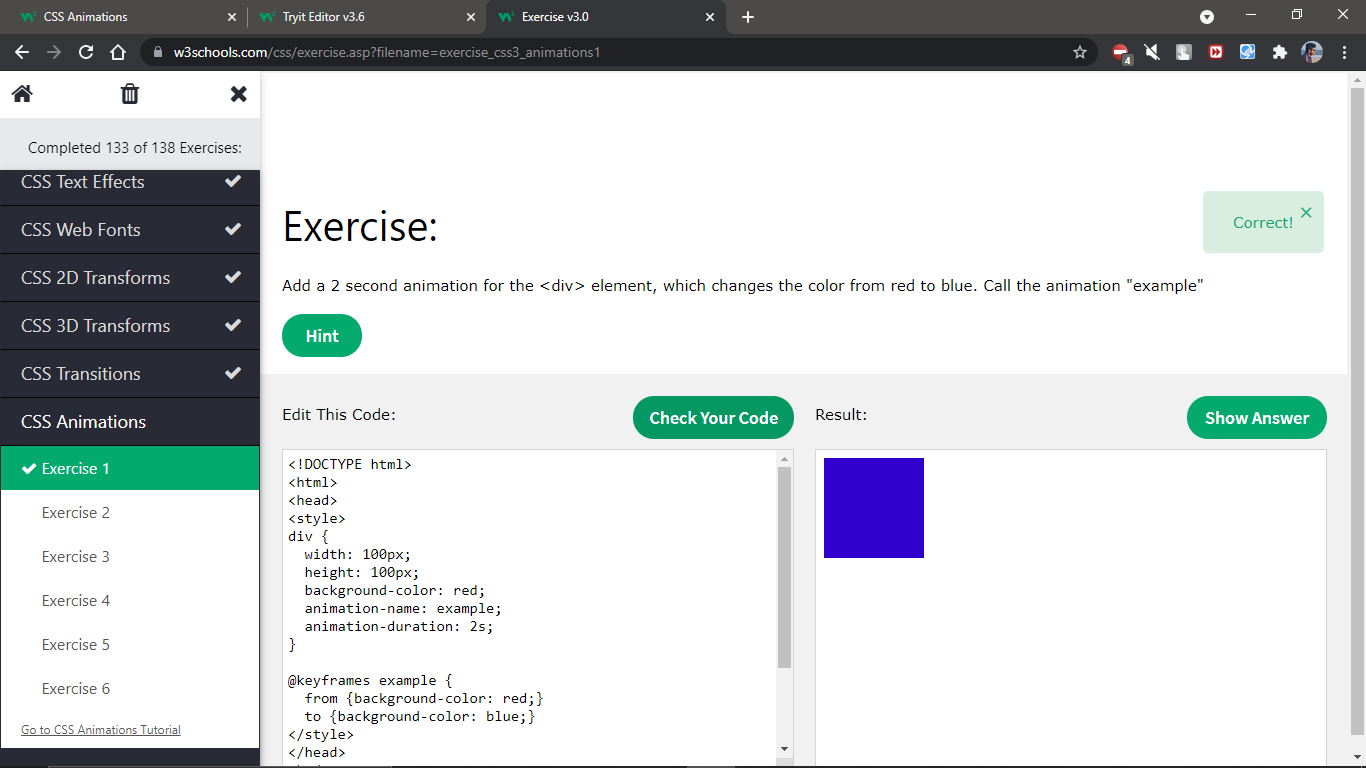 CSS Animations
Tryit Editor v3.6
Exercise v3.0
w3schools.com/css/exercise.asp?filename=exercise_css3_animations1
4
Completed 133 of 138 Exercises:
CSS Text Effects
CSS Web Fonts
CSS 2D Transforms
CSS 3D Transforms
CSS Transitions
CSS Animations
Exercise 1
Exercise 2
Exercise 3
Exercise 4
Exercise 5
Exercise 6
Go to CSS Animations Tutorial
Exercise:
Correct!
Add a 2 second animation for the <div> element, which changes the color from red to blue. Call the animation "example"
Hint
Edit This Code:
Check Your Code
<!DOCTYPE html>
<html>
<head>
<style>
div {
  width: 100px;
  height: 100px;
  background-color: red;
  animation-name: example;
  animation-duration: 2s;
}

@keyframes example {
  from {background-color: red;}
  to {background-color: blue;}
</style>
</head>
Result:
Show Answer